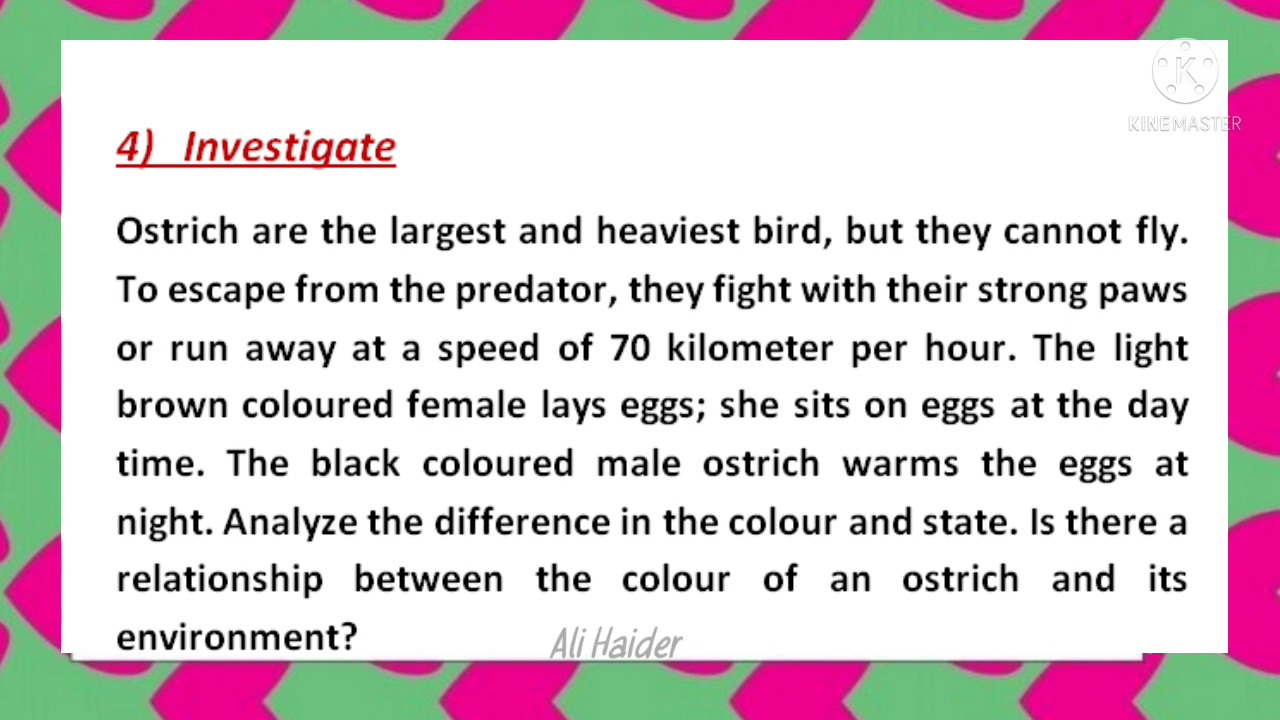 KINEMASTER
4) Investigate
Ostrich are the largest and heaviest bird, but they cannot fly.
To escape from the predator, they fight with their strong paws
or run away at a speed of 70 kilometer per hour. The light
brown coloured female lays eggs; she sits on eggs at the day
time. The black coloured male ostrich warms the eggs at
night. Analyze the difference in the colour and state. Is there a
relationship between the colour of an ostrich and its
environment?
Ali Haider